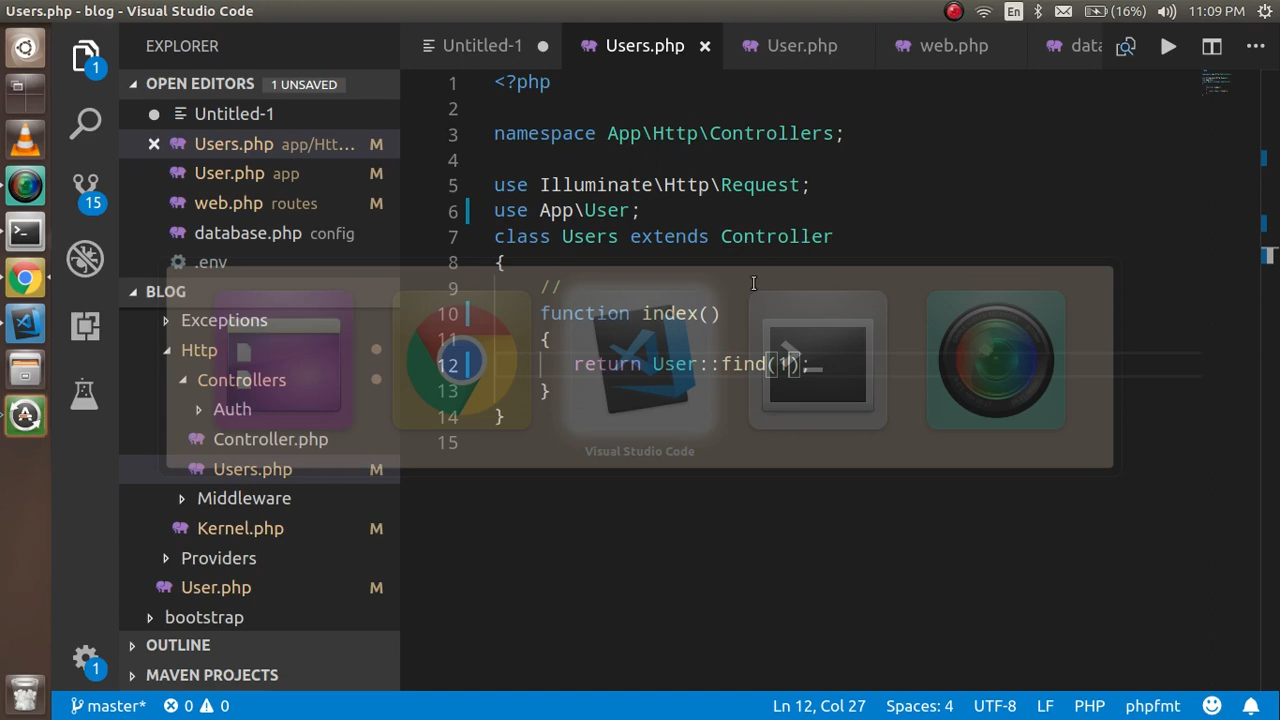 Users.php - blog - Visual Studio Code
En
(16%)
11:09 PM
EXPLORER
OPEN EDITORS
1 UNSAVED
Untitled-1
Users.php app/Htt... M
User.php app M
web.php routes M
database.php config
.env
BLOG
Exceptions
Http
Controllers
Auth
Controller.php
Users.php M
Middleware
Kernel.php M
Providers
User.php M
bootstrap
OUTLINE
MAVEN PROJECTS
1
15
1
Untitled-1
Users.php
User.php
web.php
data
1 <?php
2
3 namespace App\Http\Controllers;
4
5 use Illuminate\Http\Request;
6 use App\User;
7 class Users extends Controller
8 {
9 //
10 function index()
11 {
12 return User::find(1);
13 }
14 }
15
Visual Studio Code
master*
0
0
Ln 12, Col 27
Spaces: 4
UTF-8
LF
PHP
phpfmt